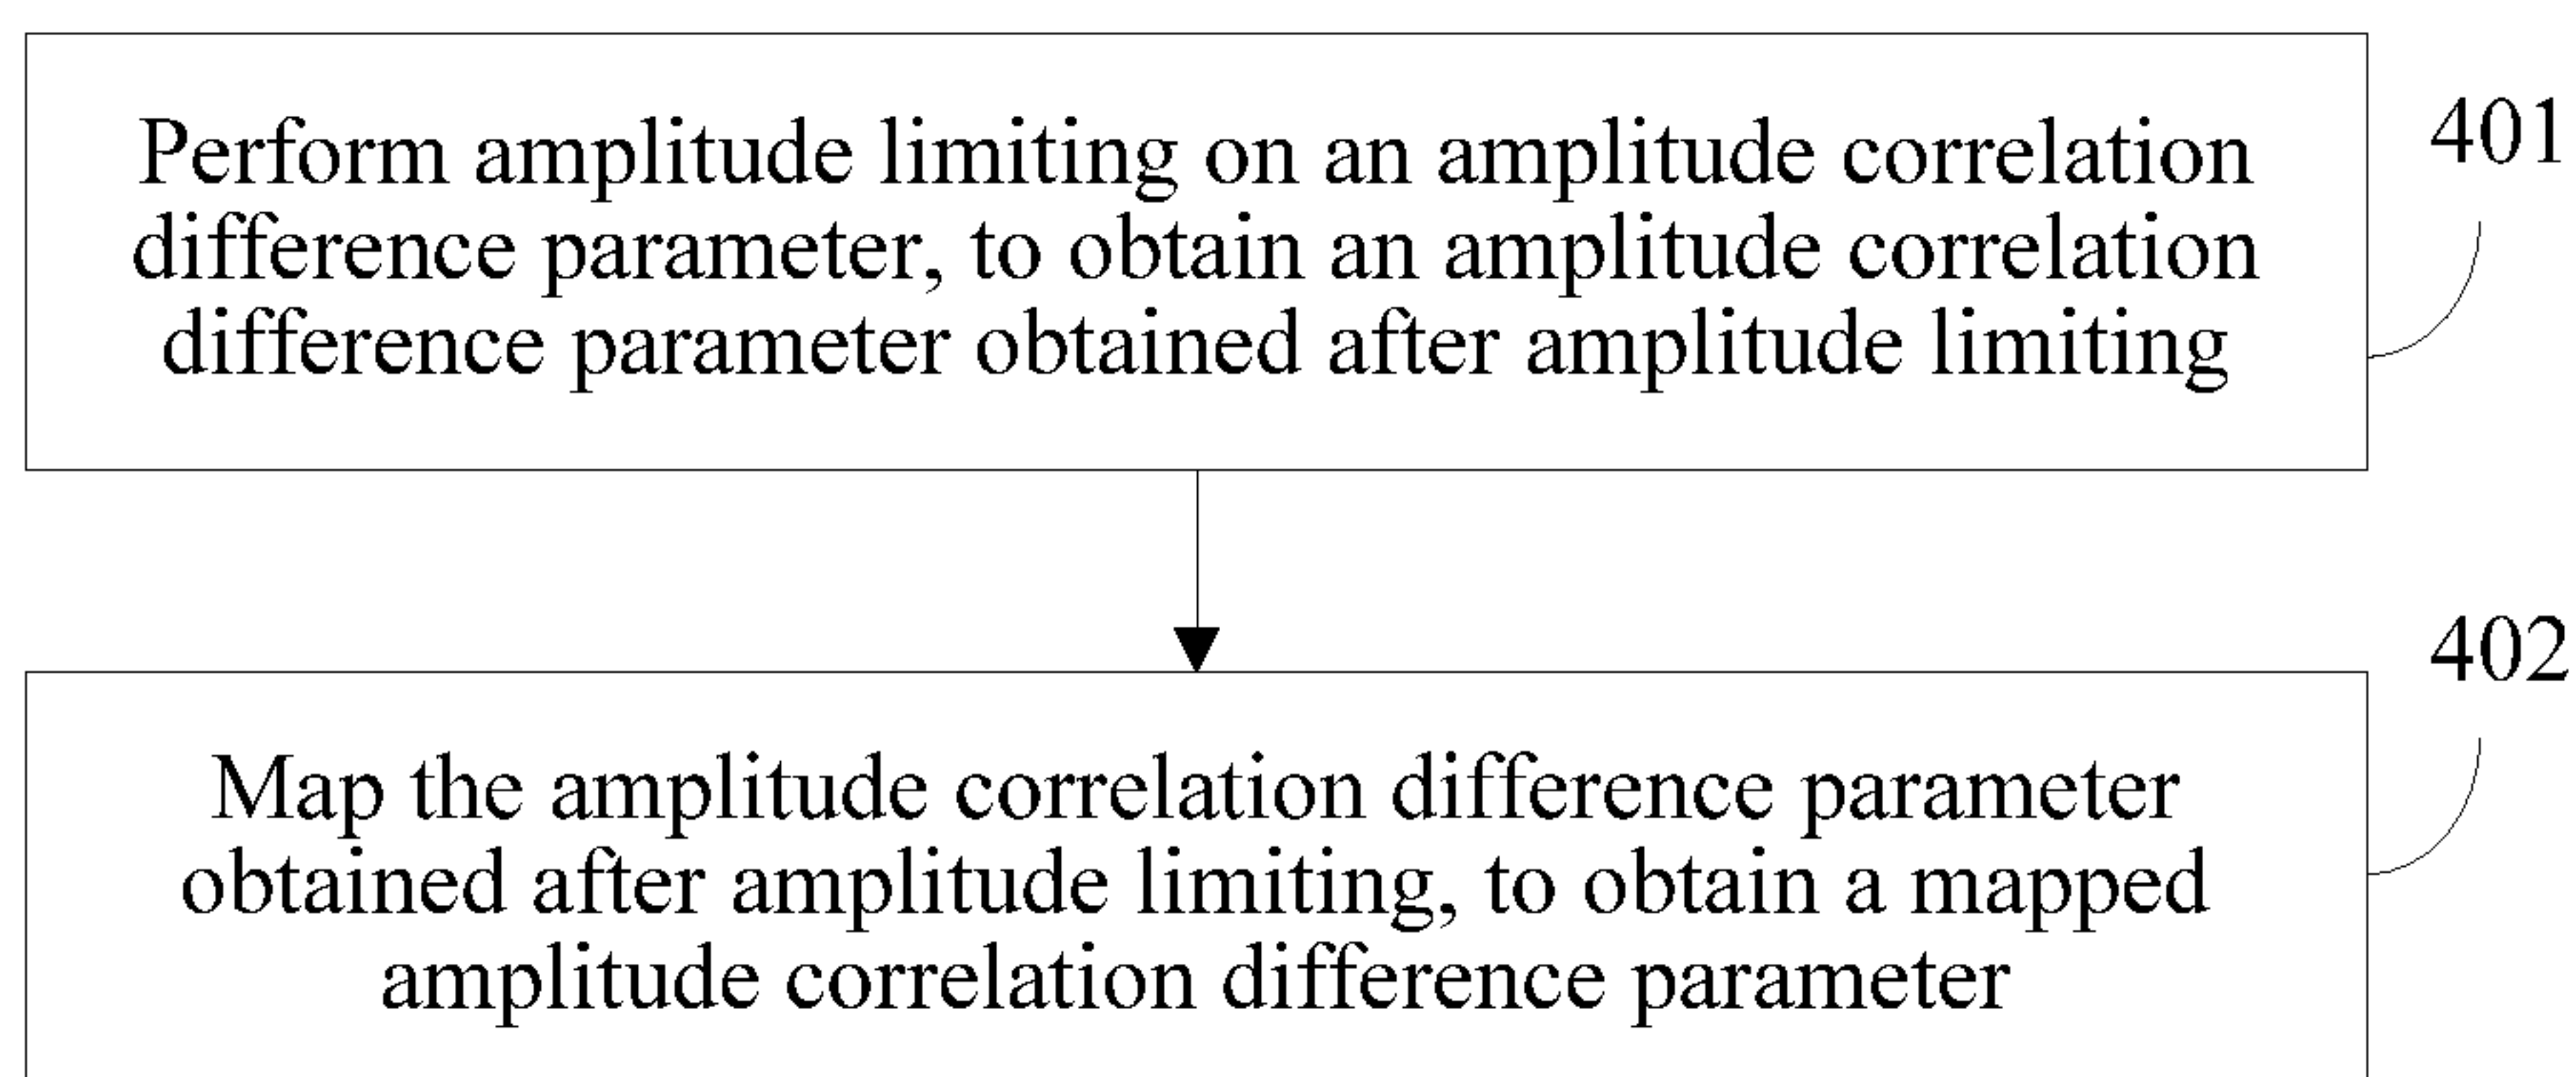 Perform amplitude limiting on an amplitude correlation
difference parameter, to obtain an amplitude correlation
difference parameter obtained after amplitude limiting
401
402
Map the amplitude correlation difference parameter
obtained after amplitude limiting, to obtain a mapped
amplitude correlation difference parameter